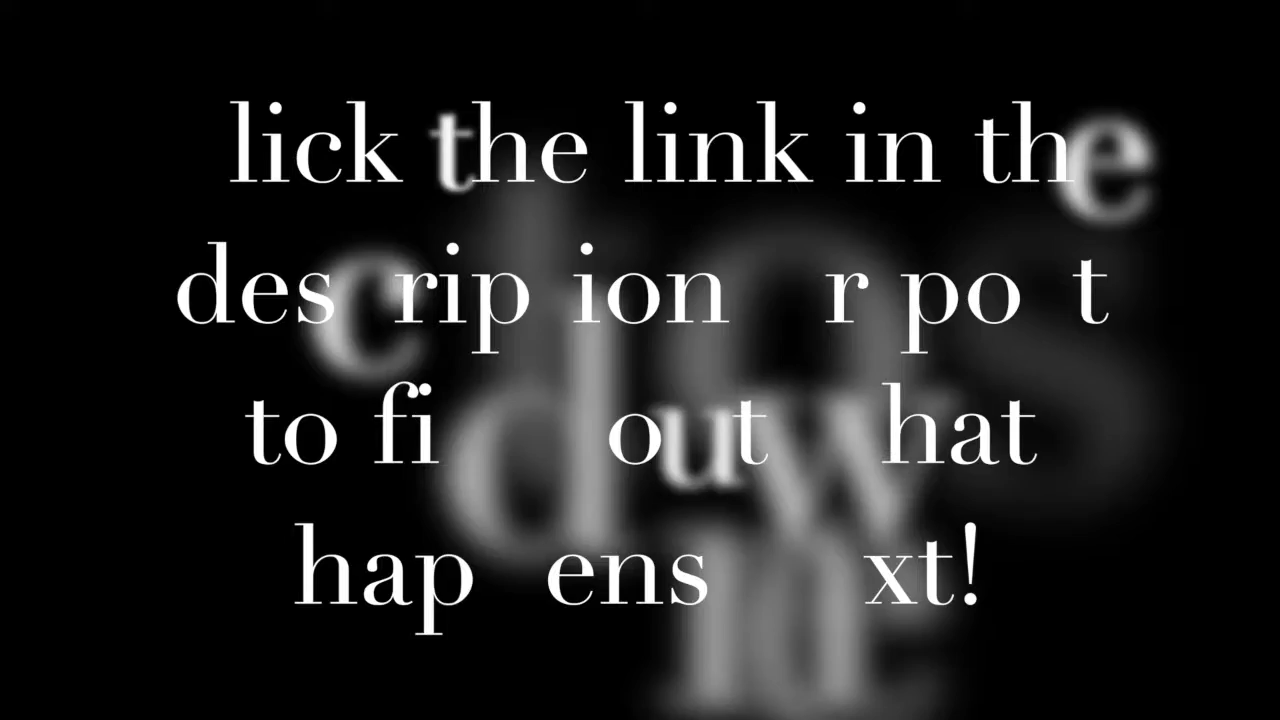 lick the link in the
des c rip ion r po t
to fi d out w hat
hap ens n xt!